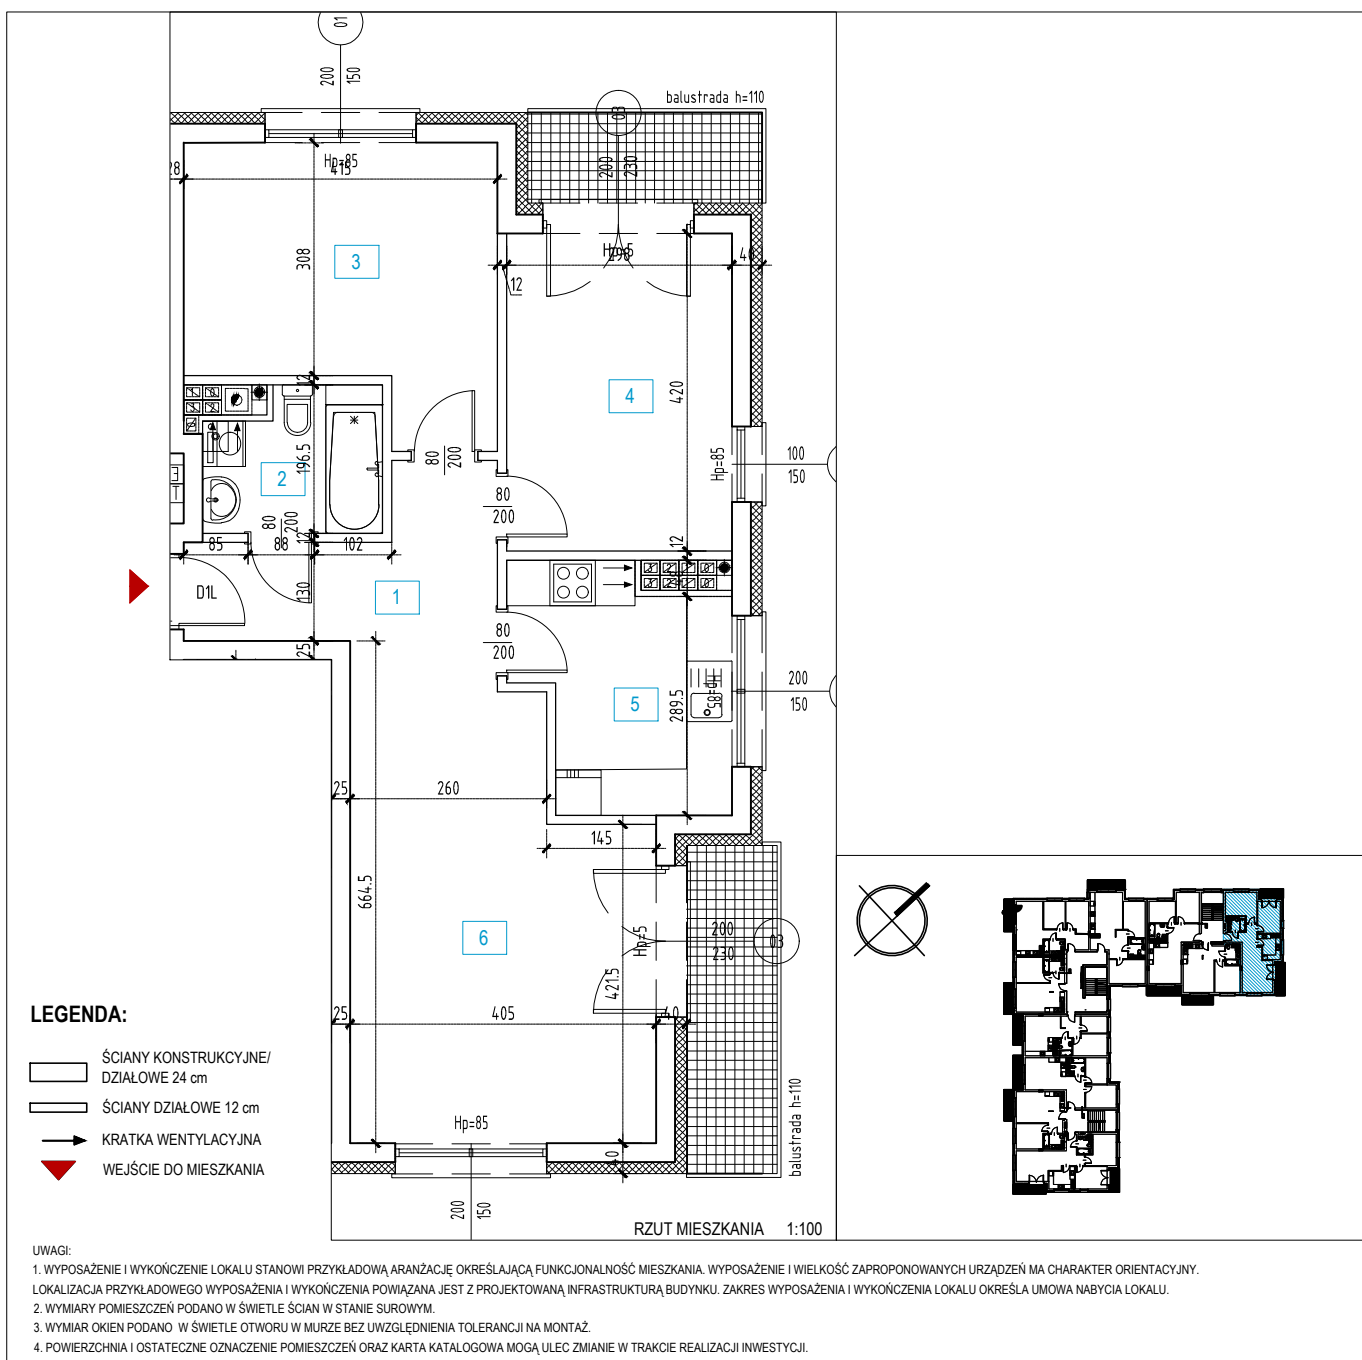 01
200
150
balustrada h=110
03
200
230
Hp=85
415
28
Hp=5
298
40
308
3
12
4
420
12
2
196.5
80
200
80
200
80
200
Hp=85
100
150
12
85
88
102
12
D1L
130
1
25
80
200
5
289.5
Hp=85
200
150
25
260
145
664.5
6
Hp=5
200
230
03
421.5
25
405
40
Hp=85
balustrada h=110
40
200
150
RZUT MIESZKANIA 1:100
LEGENDA:
ŚCIANY KONSTRUKCYJNE/
DZIAŁOWE 24 cm
ŚCIANY DZIAŁOWE 12 cm
KRATKA WENTYLACYJNA
WEJŚCIE DO MIESZKANIA
UWAGI:
1. WYPOSAŻENIE I WYKOŃCZENIE LOKALU STANOWI PRZYKŁADOWĄ ARANŻACJĘ OKREŚLAJĄCĄ FUNKCJONALNOŚĆ MIESZKANIA. WYPOSAŻENIE I WIELKOŚĆ ZAPROPONOWANYCH URZĄDZEŃ MA CHARAKTER ORIENTACYJNY.
LOKALIZACJA PRZYKŁADOWEGO WYPOSAŻENIA I WYKOŃCZENIA POWIĄZANA JEST Z PROJEKTOWANĄ INFRASTRUKTURĄ BUDYNKU. ZAKRES WYPOSAŻENIA I WYKOŃCZENIA LOKALU OKREŚLA UMOWA NABYCIA LOKALU.
2. WYMIARY POMIESZCZEŃ PODANO W ŚWIETLE ŚCIAN W STANIE SUROWYM.
3. WYMIAR OKIEN PODANO W ŚWIETLE OTWORU W MURZE BEZ UWZGLĘDNIENIA TOLERANCJI NA MONTAŻ.
4. POWIERZCHNIA I OSTATECZNE OZNACZENIE POMIESZCZEŃ ORAZ KARTA KATALOGOWA MOGĄ ULEC ZMIANIE W TRAKCIE REALIZACJI INWESTYCJI.